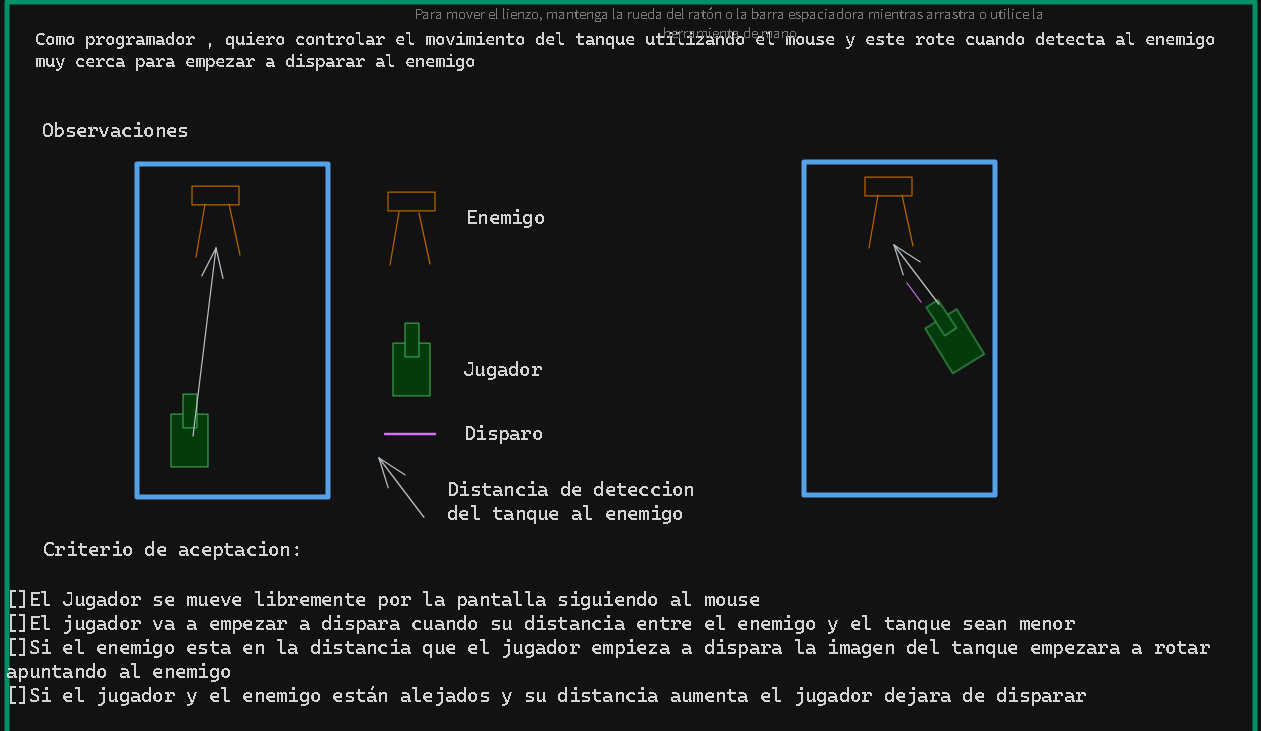 Para mover el lienzo, mantenga la rueda del ratón o la barra espaciadora mientras arrastra o utilice la
herramienta de mano
Como programador , quiero controlar el movimiento del tanque utilizando el mouse y este rote cuando detecta al enemigo
muy cerca para empezar a disparar al enemigo
Observaciones
Enemigo
Jugador
Disparo
Distancia de deteccion
del tanque al enemigo
Criterio de aceptacion:
[]El Jugador se mueve libremente por la pantalla siguiendo al mouse
[]El jugador va a empezar a dispara cuando su distancia entre el enemigo y el tanque sean menor
[]Si el enemigo esta en la distancia que el jugador empieza a dispara la imagen del tanque empezara a rotar
apuntando al enemigo
[]Si el jugador y el enemigo están alejados y su distancia aumenta el jugador dejara de disparar